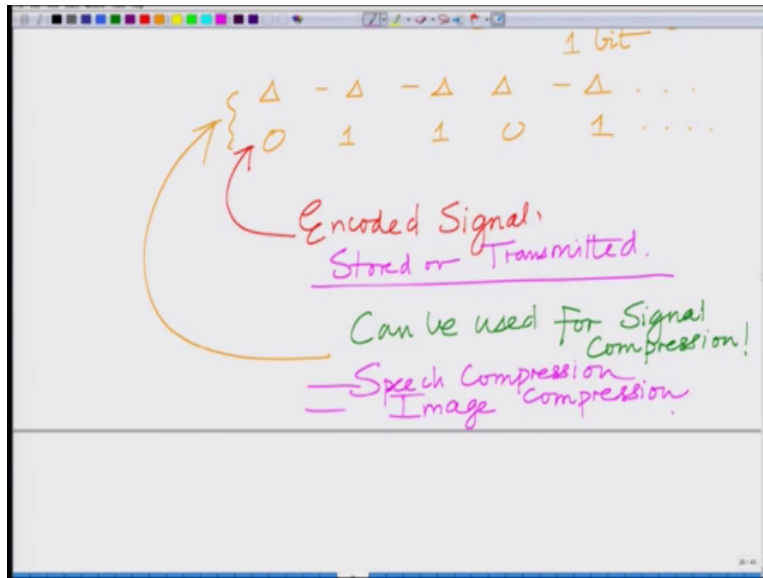 1 bit
Δ - Δ - Δ Δ - Δ . . . .
0 1 1 0 1 . . . . .
Encoded Signal.
Stored or Transmitted.
Can be used For Signal
Compression!
Speech Compression
Image Compression.